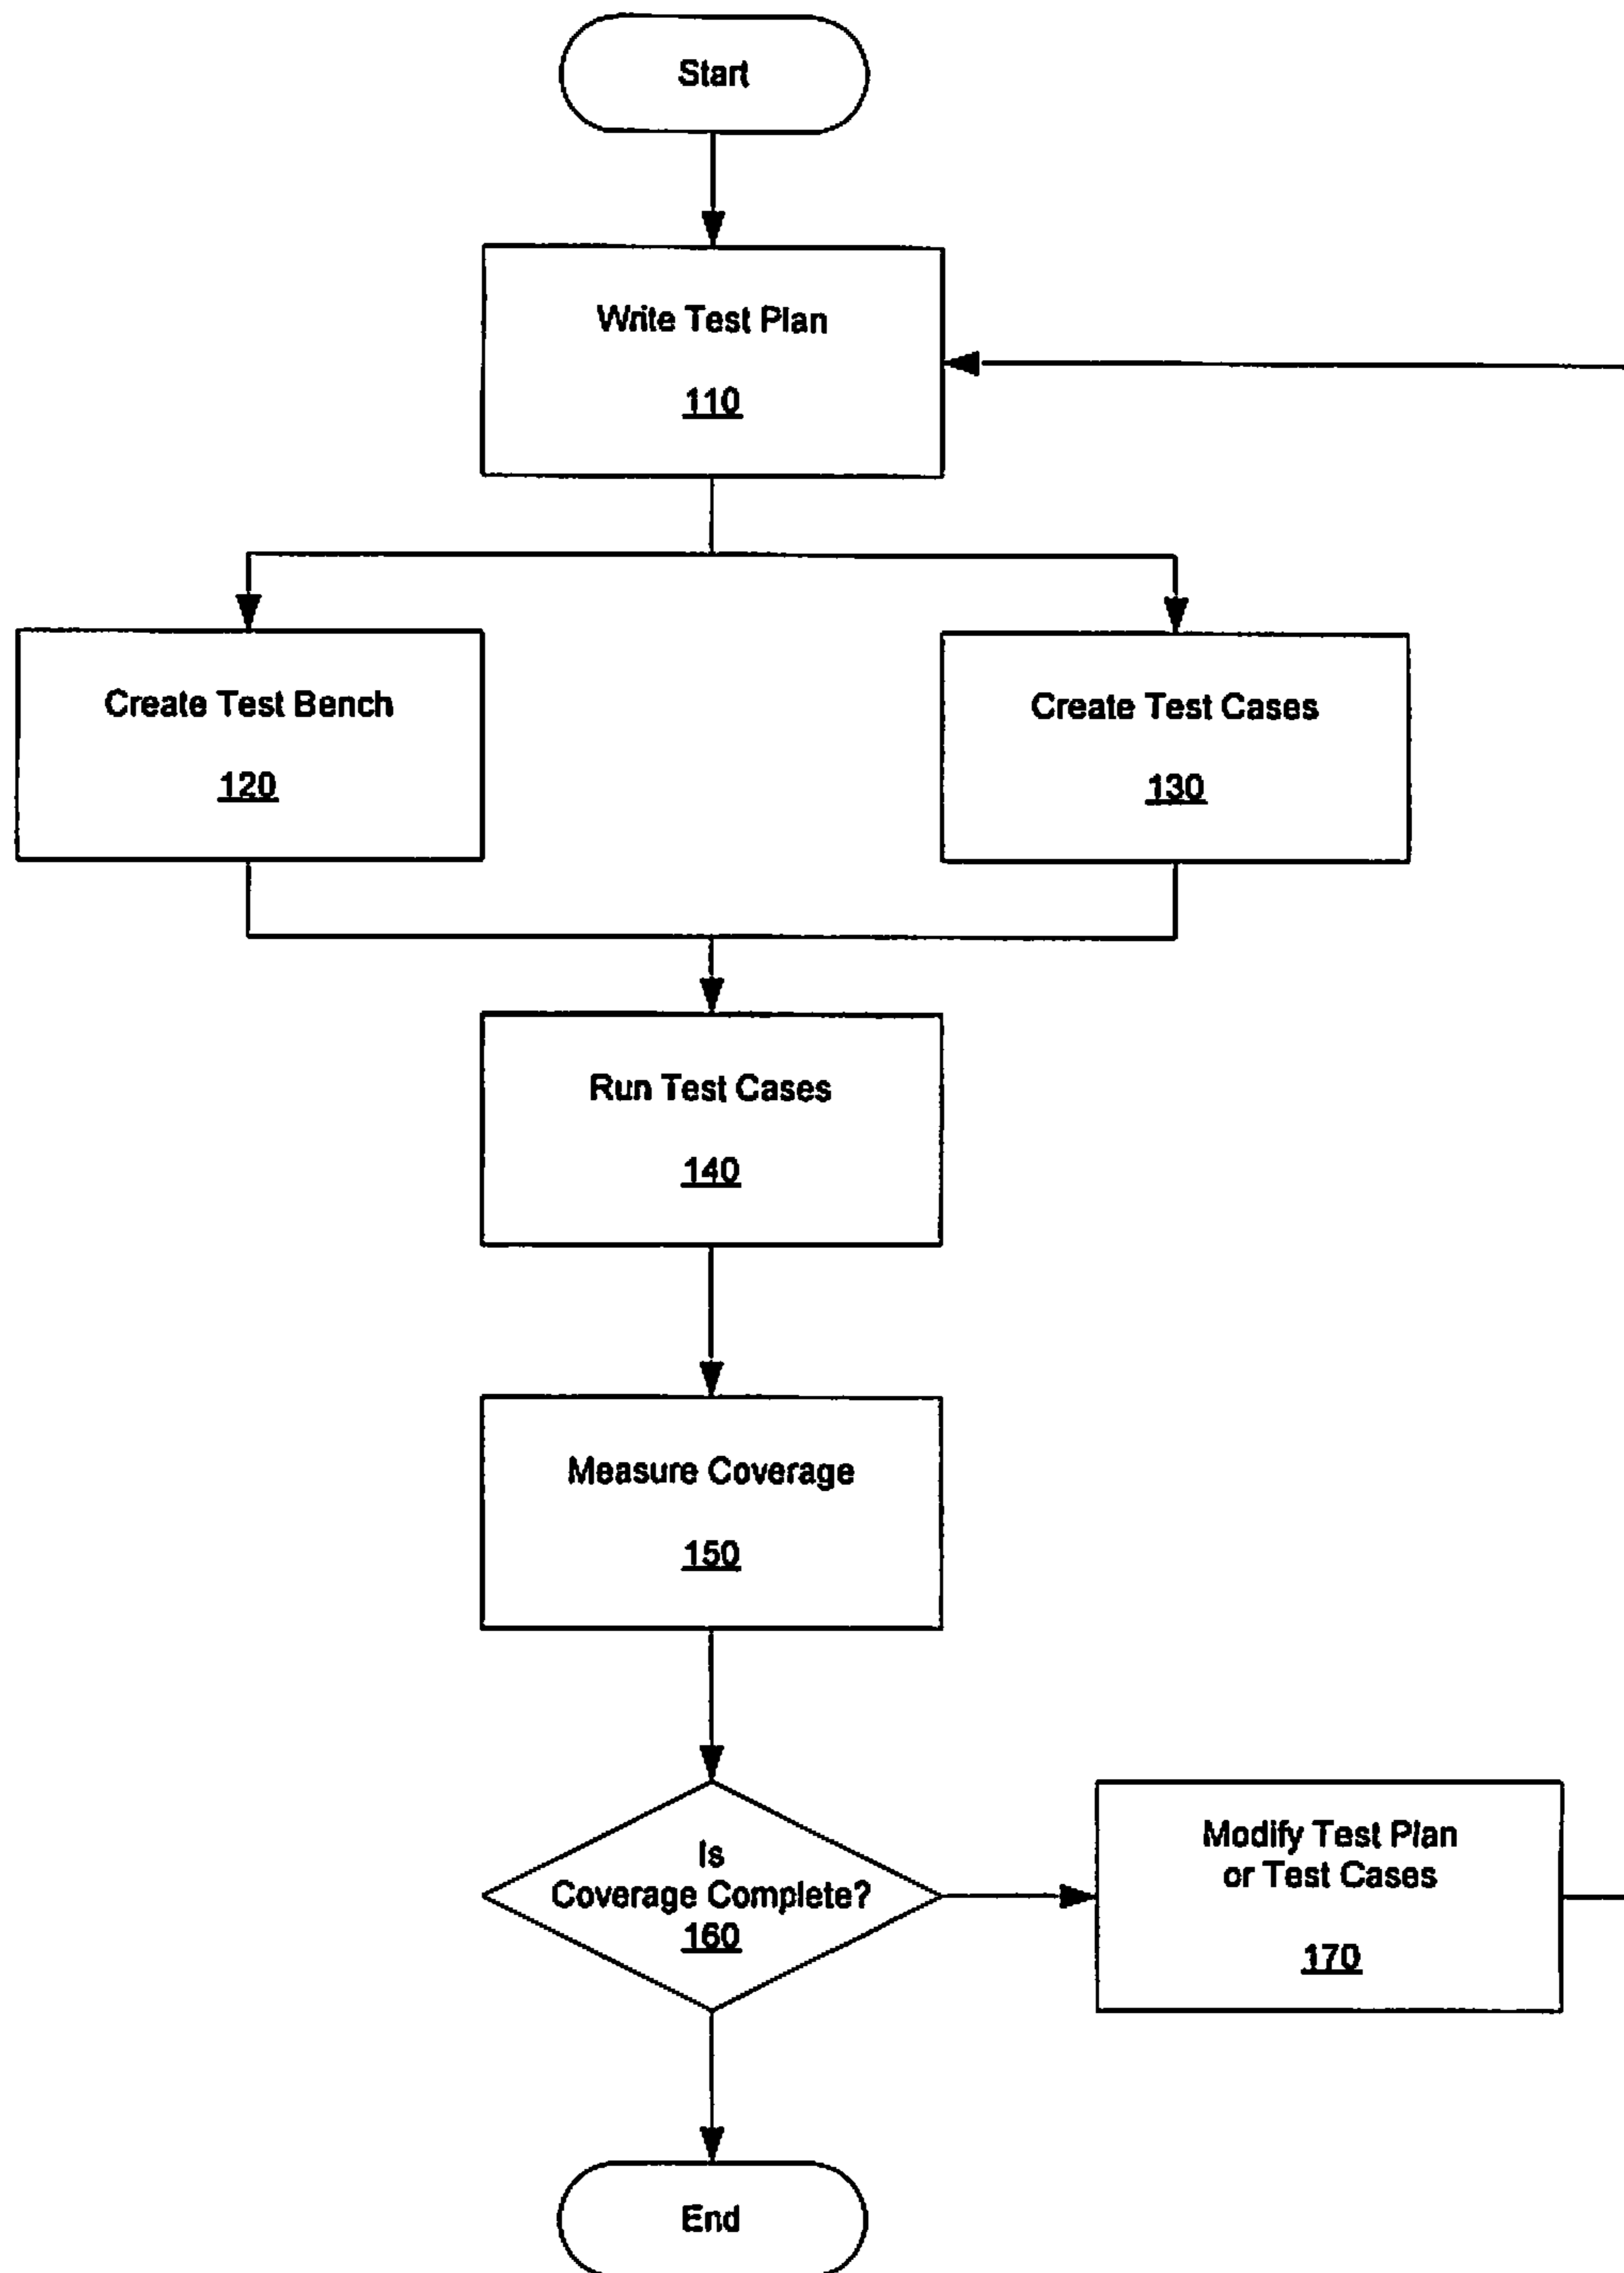 Start
Write Test Plan
110
Create Test Bench
120
Create Test Cases
130
Run Test Cases
140
Measure Coverage
150
Is
Coverage Complete?
160
Modify Test Plan
or Test Cases
170
End